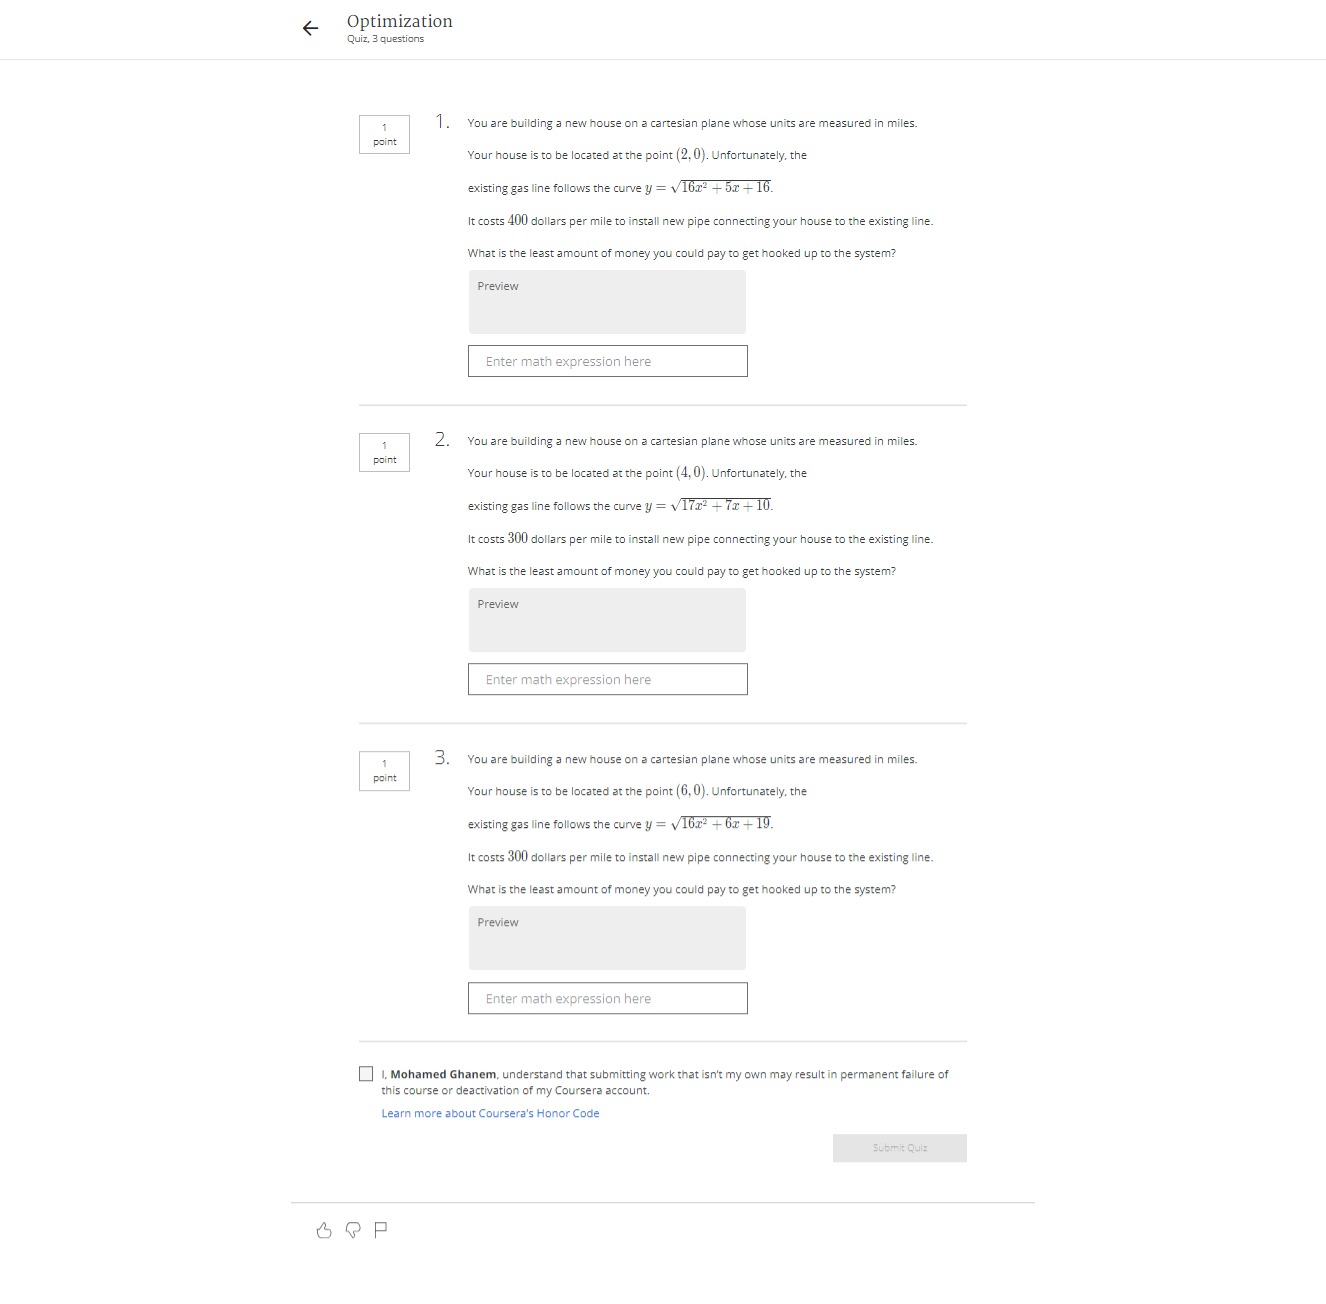 Optimization
Quiz, 3 questions
1
point
1.
You are building a new house on a cartesian plane whose units are measured in miles.
Your house is to be located at the point (2, 0). Unfortunately, the
existing gas line follows the curve y = √16x² + 5x + 16.
It costs 400 dollars per mile to install new pipe connecting your house to the existing line.
What is the least amount of money you could pay to get hooked up to the system?
Preview
Enter math expression here
1
point
2.
You are building a new house on a cartesian plane whose units are measured in miles.
Your house is to be located at the point (4, 0). Unfortunately, the
existing gas line follows the curve y = √17x² + 7x + 10.
It costs 300 dollars per mile to install new pipe connecting your house to the existing line.
What is the least amount of money you could pay to get hooked up to the system?
Preview
Enter math expression here
1
point
3.
You are building a new house on a cartesian plane whose units are measured in miles.
Your house is to be located at the point (6, 0). Unfortunately, the
existing gas line follows the curve y = √16x² + 6x + 19.
It costs 300 dollars per mile to install new pipe connecting your house to the existing line.
What is the least amount of money you could pay to get hooked up to the system?
Preview
Enter math expression here
I, Mohamed Ghanem, understand that submitting work that isn't my own may result in permanent failure of
this course or deactivation of my Coursera account.
Learn more about Coursera's Honor Code
Submit Quiz